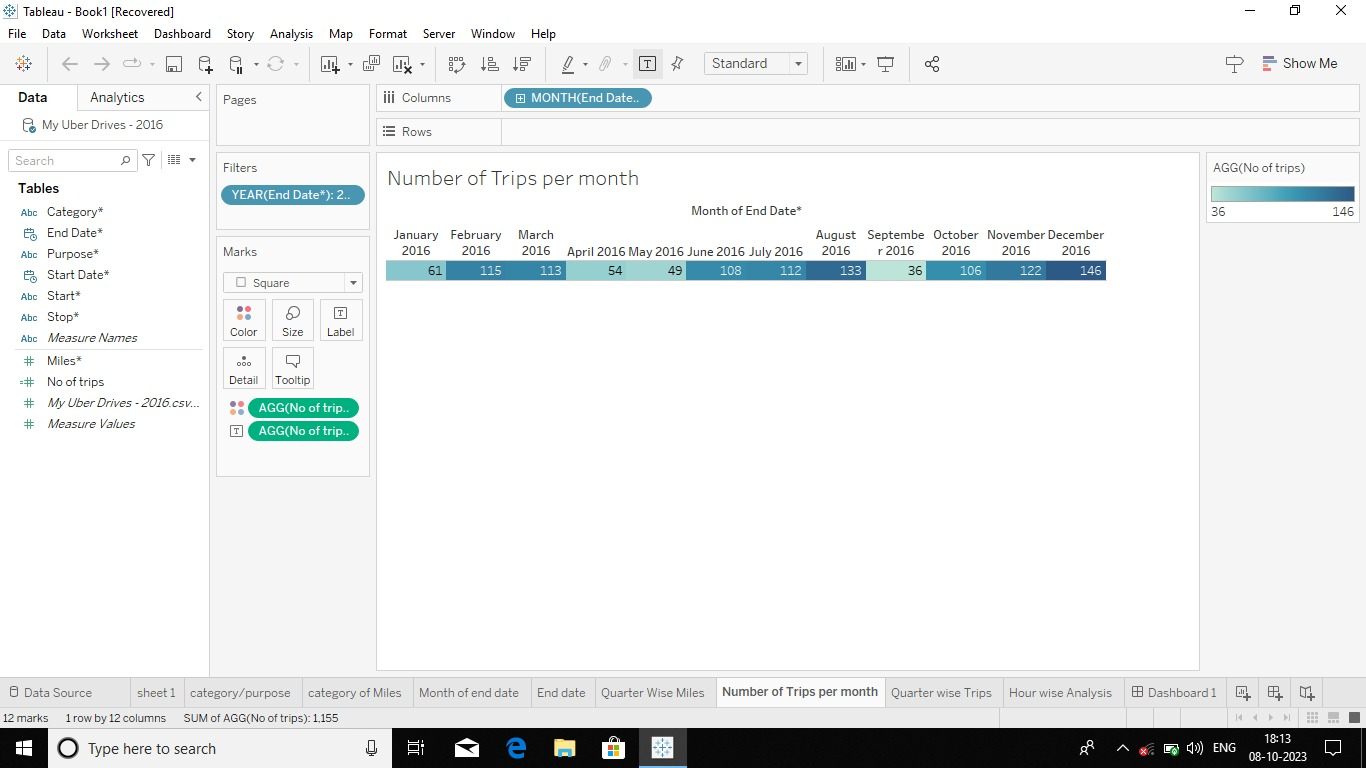 Tableau - Book1 [Recovered]
File Data Worksheet Dashboard Story Analysis Map Format Server Window Help
Standard
Show Me
Data Analytics
My Uber Drives - 2016
Search
Tables
Abc Category*
End Date*
Abc Purpose*
Start Date*
Abc Start*
Abc Stop*
Abc Measure Names
Miles*
No of trips
My Uber Drives - 2016.csv...
Measure Values
Pages
Filters
YEAR(End Date*): 2..
Marks
Square
Color Size Label
Detail Tooltip
AGG(No of trip..
AGG(No of trip..
Columns MONTH(End Date..
Rows
Number of Trips per month
Month of End Date*
January 2016 February 2016 March 2016 April 2016 May 2016 June 2016 July 2016 August 2016 September 2016 October 2016 November 2016 December 2016
61 115 113 54 49 108 112 133 36 106 122 146
AGG(No of trips)
36 146
Data Source sheet 1 category/purpose category of Miles Month of end date End date Quarter Wise Miles Number of Trips per month Quarter wise Trips Hour wise Analysis Dashboard 1
12 marks 1 row by 12 columns SUM of AGG(No of trips): 1,155
Type here to search
ENG
18:13
08-10-2023